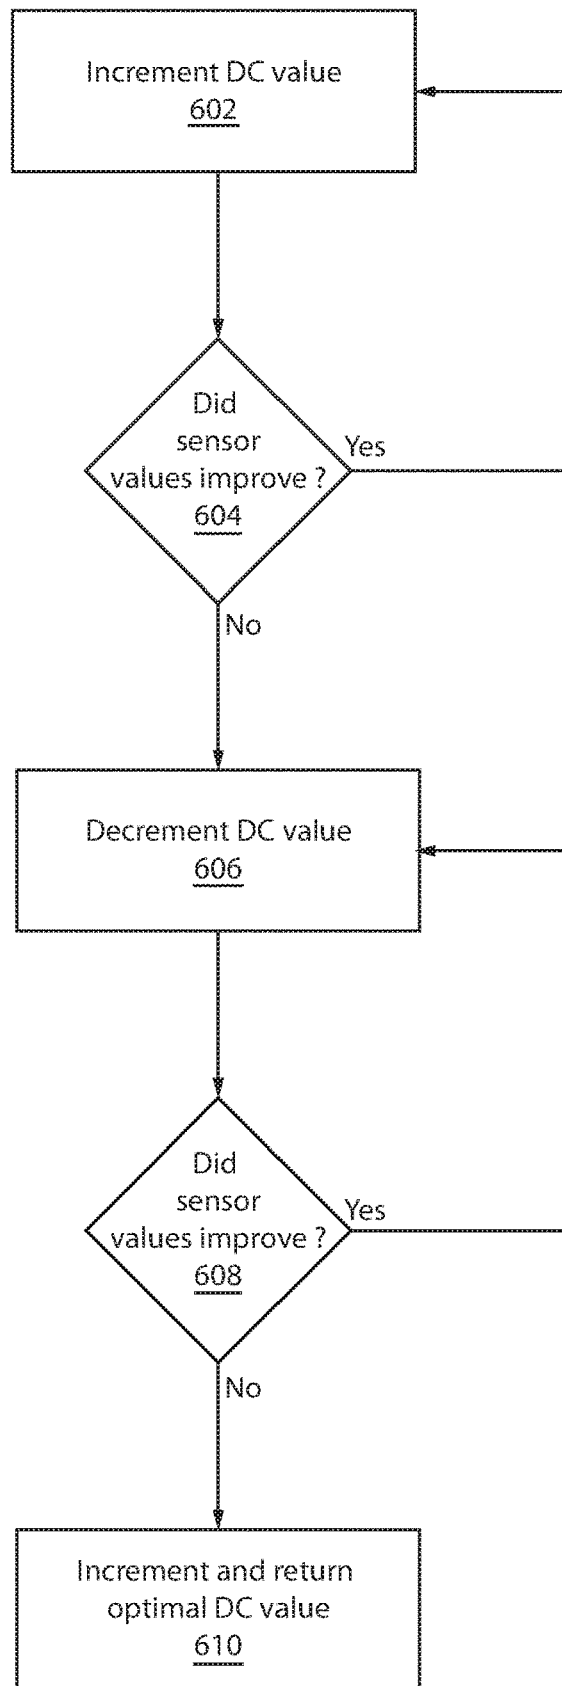 Increment DC value
602
Did
sensor
values improve ?
604
Yes
No
Decrement DC value
606
Did
sensor
values improve ?
608
Yes
No
Increment and return
optimal DC value
610